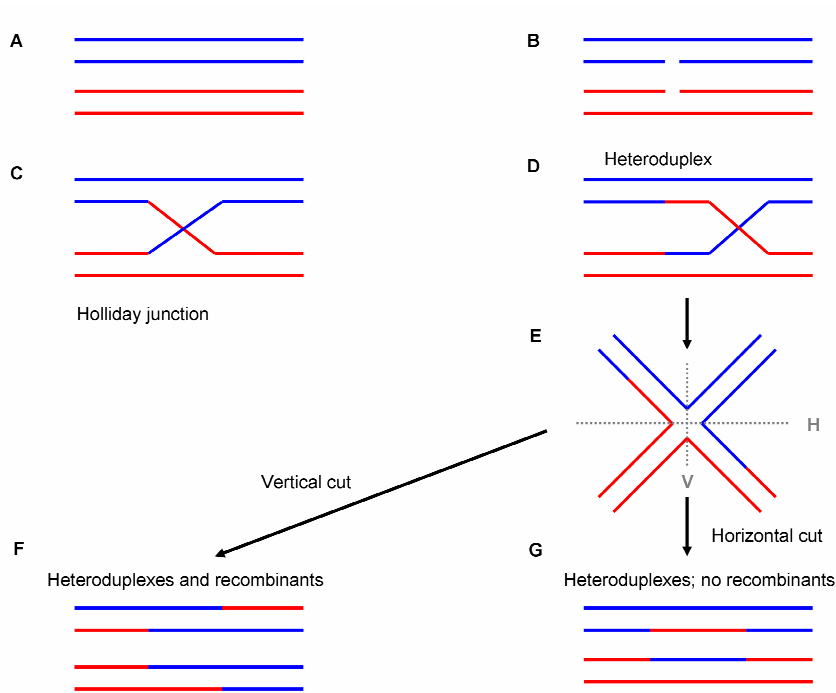 A
B
C
Heteroduplex
D
Holliday junction
E
H
V
Vertical cut
Horizontal cut
F
G
Heteroduplexes and recombinants
Heteroduplexes; no recombinants